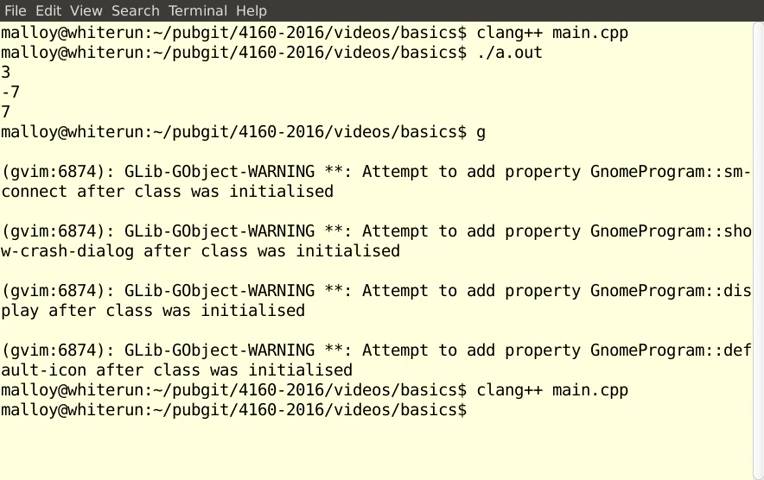 File Edit View Search Terminal Help
malloy@whiterun:~/pubgit/4160-2016/videos/basics$ clang++ main.cpp
malloy@whiterun:~/pubgit/4160-2016/videos/basics$ ./a.out
3
-7
7
malloy@whiterun:~/pubgit/4160-2016/videos/basics$ g
(gvim:6874): GLib-GObject-WARNING **: Attempt to add property GnomeProgram::sm-
connect after class was initialised
(gvim:6874): GLib-GObject-WARNING **: Attempt to add property GnomeProgram::sho
w-crash-dialog after class was initialised
(gvim:6874): GLib-GObject-WARNING **: Attempt to add property GnomeProgram::dis
play after class was initialised
(gvim:6874): GLib-GObject-WARNING **: Attempt to add property GnomeProgram::def
ault-icon after class was initialised
malloy@whiterun:~/pubgit/4160-2016/videos/basics$ clang++ main.cpp
malloy@whiterun:~/pubgit/4160-2016/videos/basics$